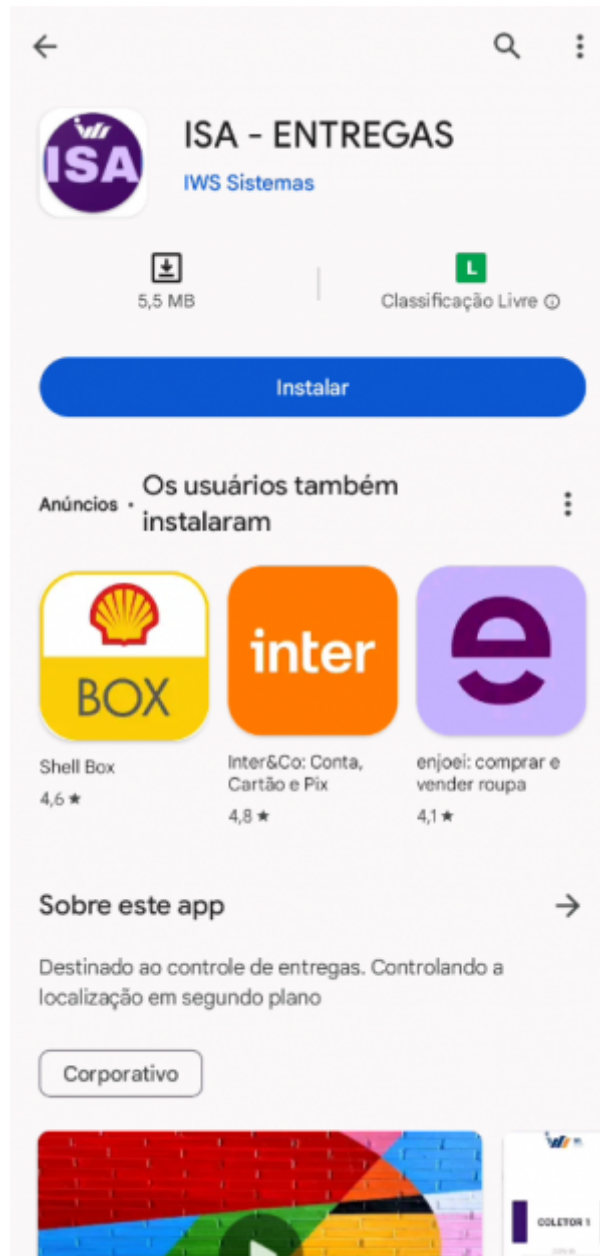 iws
ISA
ISA - ENTREGAS
IWS Sistemas
L
5,5 MB
Classificação Livre
Instalar
Anúncios •
Os usuários também
instalaram
BOX
inter
e
Shell Box
4,6 ★
Inter&Co: Conta,
Cartão e Pix
4,8 ★
enjoei: comprar e
vender roupa
4,1 ★
Sobre este app
Destinado ao controle de entregas. Controlando a
localização em segundo plano
Corporativo
COLETOR 1